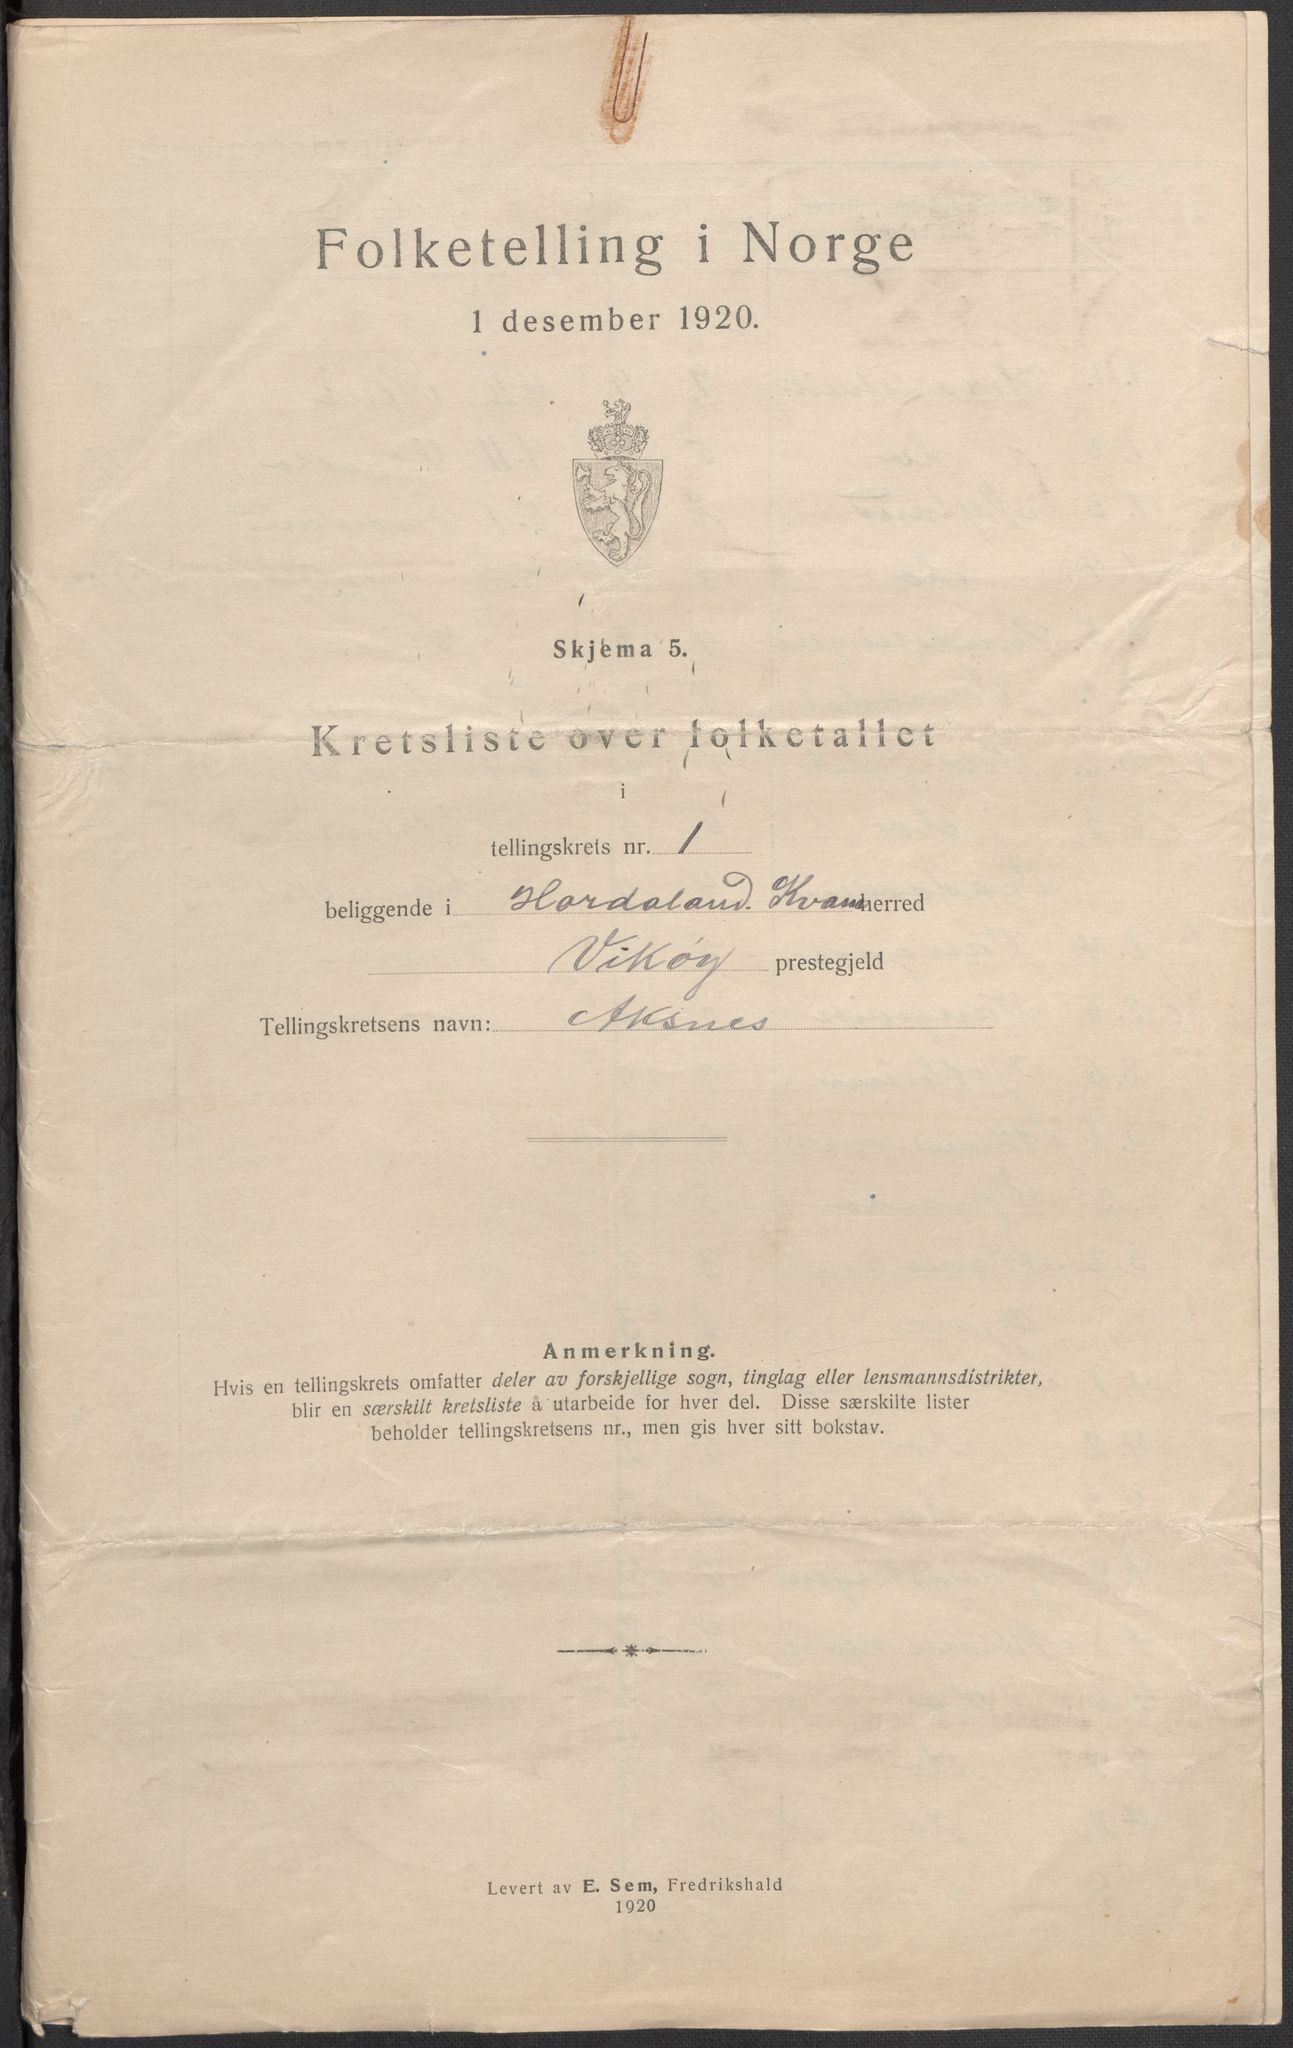 Folketelling i Norge
1 desember 1920.
Skjema 5.
Kretsliste over folketallet
i
tellingskrets nr. 1
beliggende i Hordaland. Kvam herred
Vikøy prestegjeld
Tellingskretsens navn: Aksnes
Anmerkning.
Hvis en tellingskrets omfatter deler av forskjellige sogn, tinglag eller lensmannsdistrikter,
blir en særskilt kretsliste å utarbeide for hver del. Disse særskilte lister
beholder tellingskretsens nr., men gis hver sitt bokstav.
Levert av E. Sem, Fredrikshald
1920